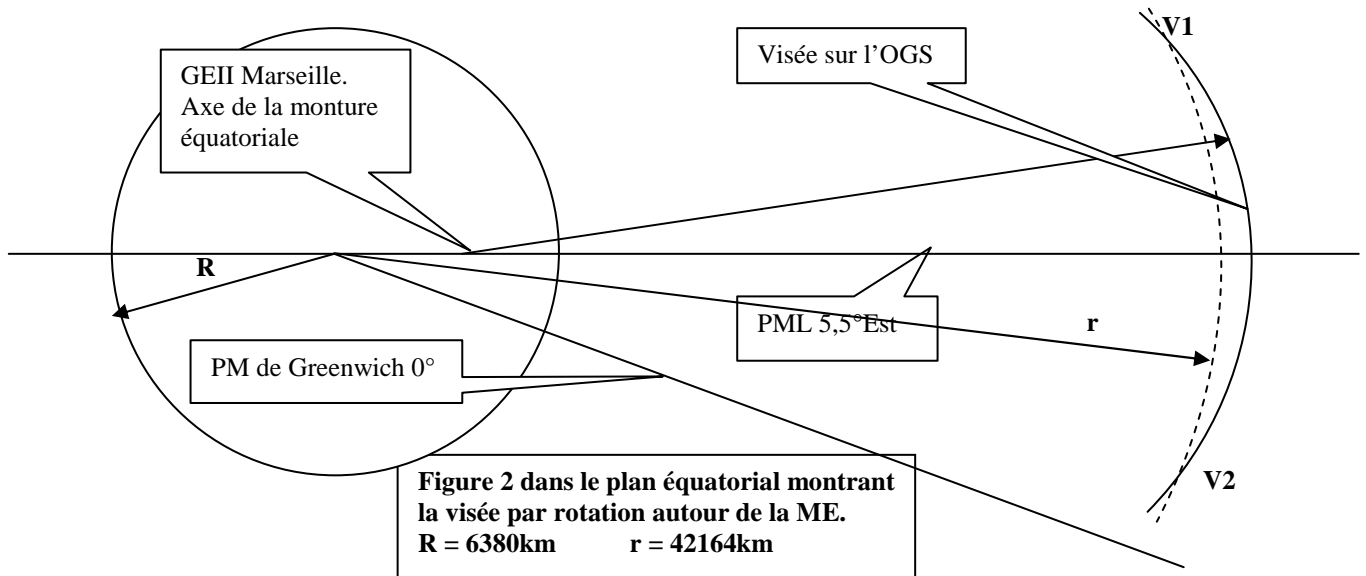 V1
Visée sur l’OGS
GEII Marseille.
Axe de la monture
équatoriale
R
PML 5,5°Est
r
PM de Greenwich 0°
V2
Figure 2 dans le plan équatorial montrant
la visée par rotation autour de la ME.
R = 6380km r = 42164km